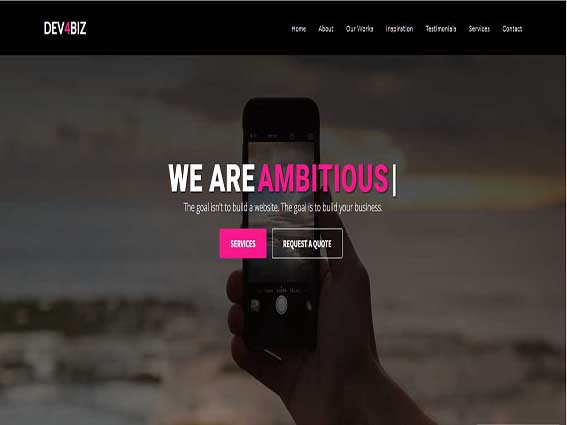 DEV4BIZ
Home About Our Works Inspiration Testimonials Services Contact
WE ARE AMBITIOUS|
The goal isn't to build a website. The goal is to build your business.
SERVICES REQUEST A QUOTE